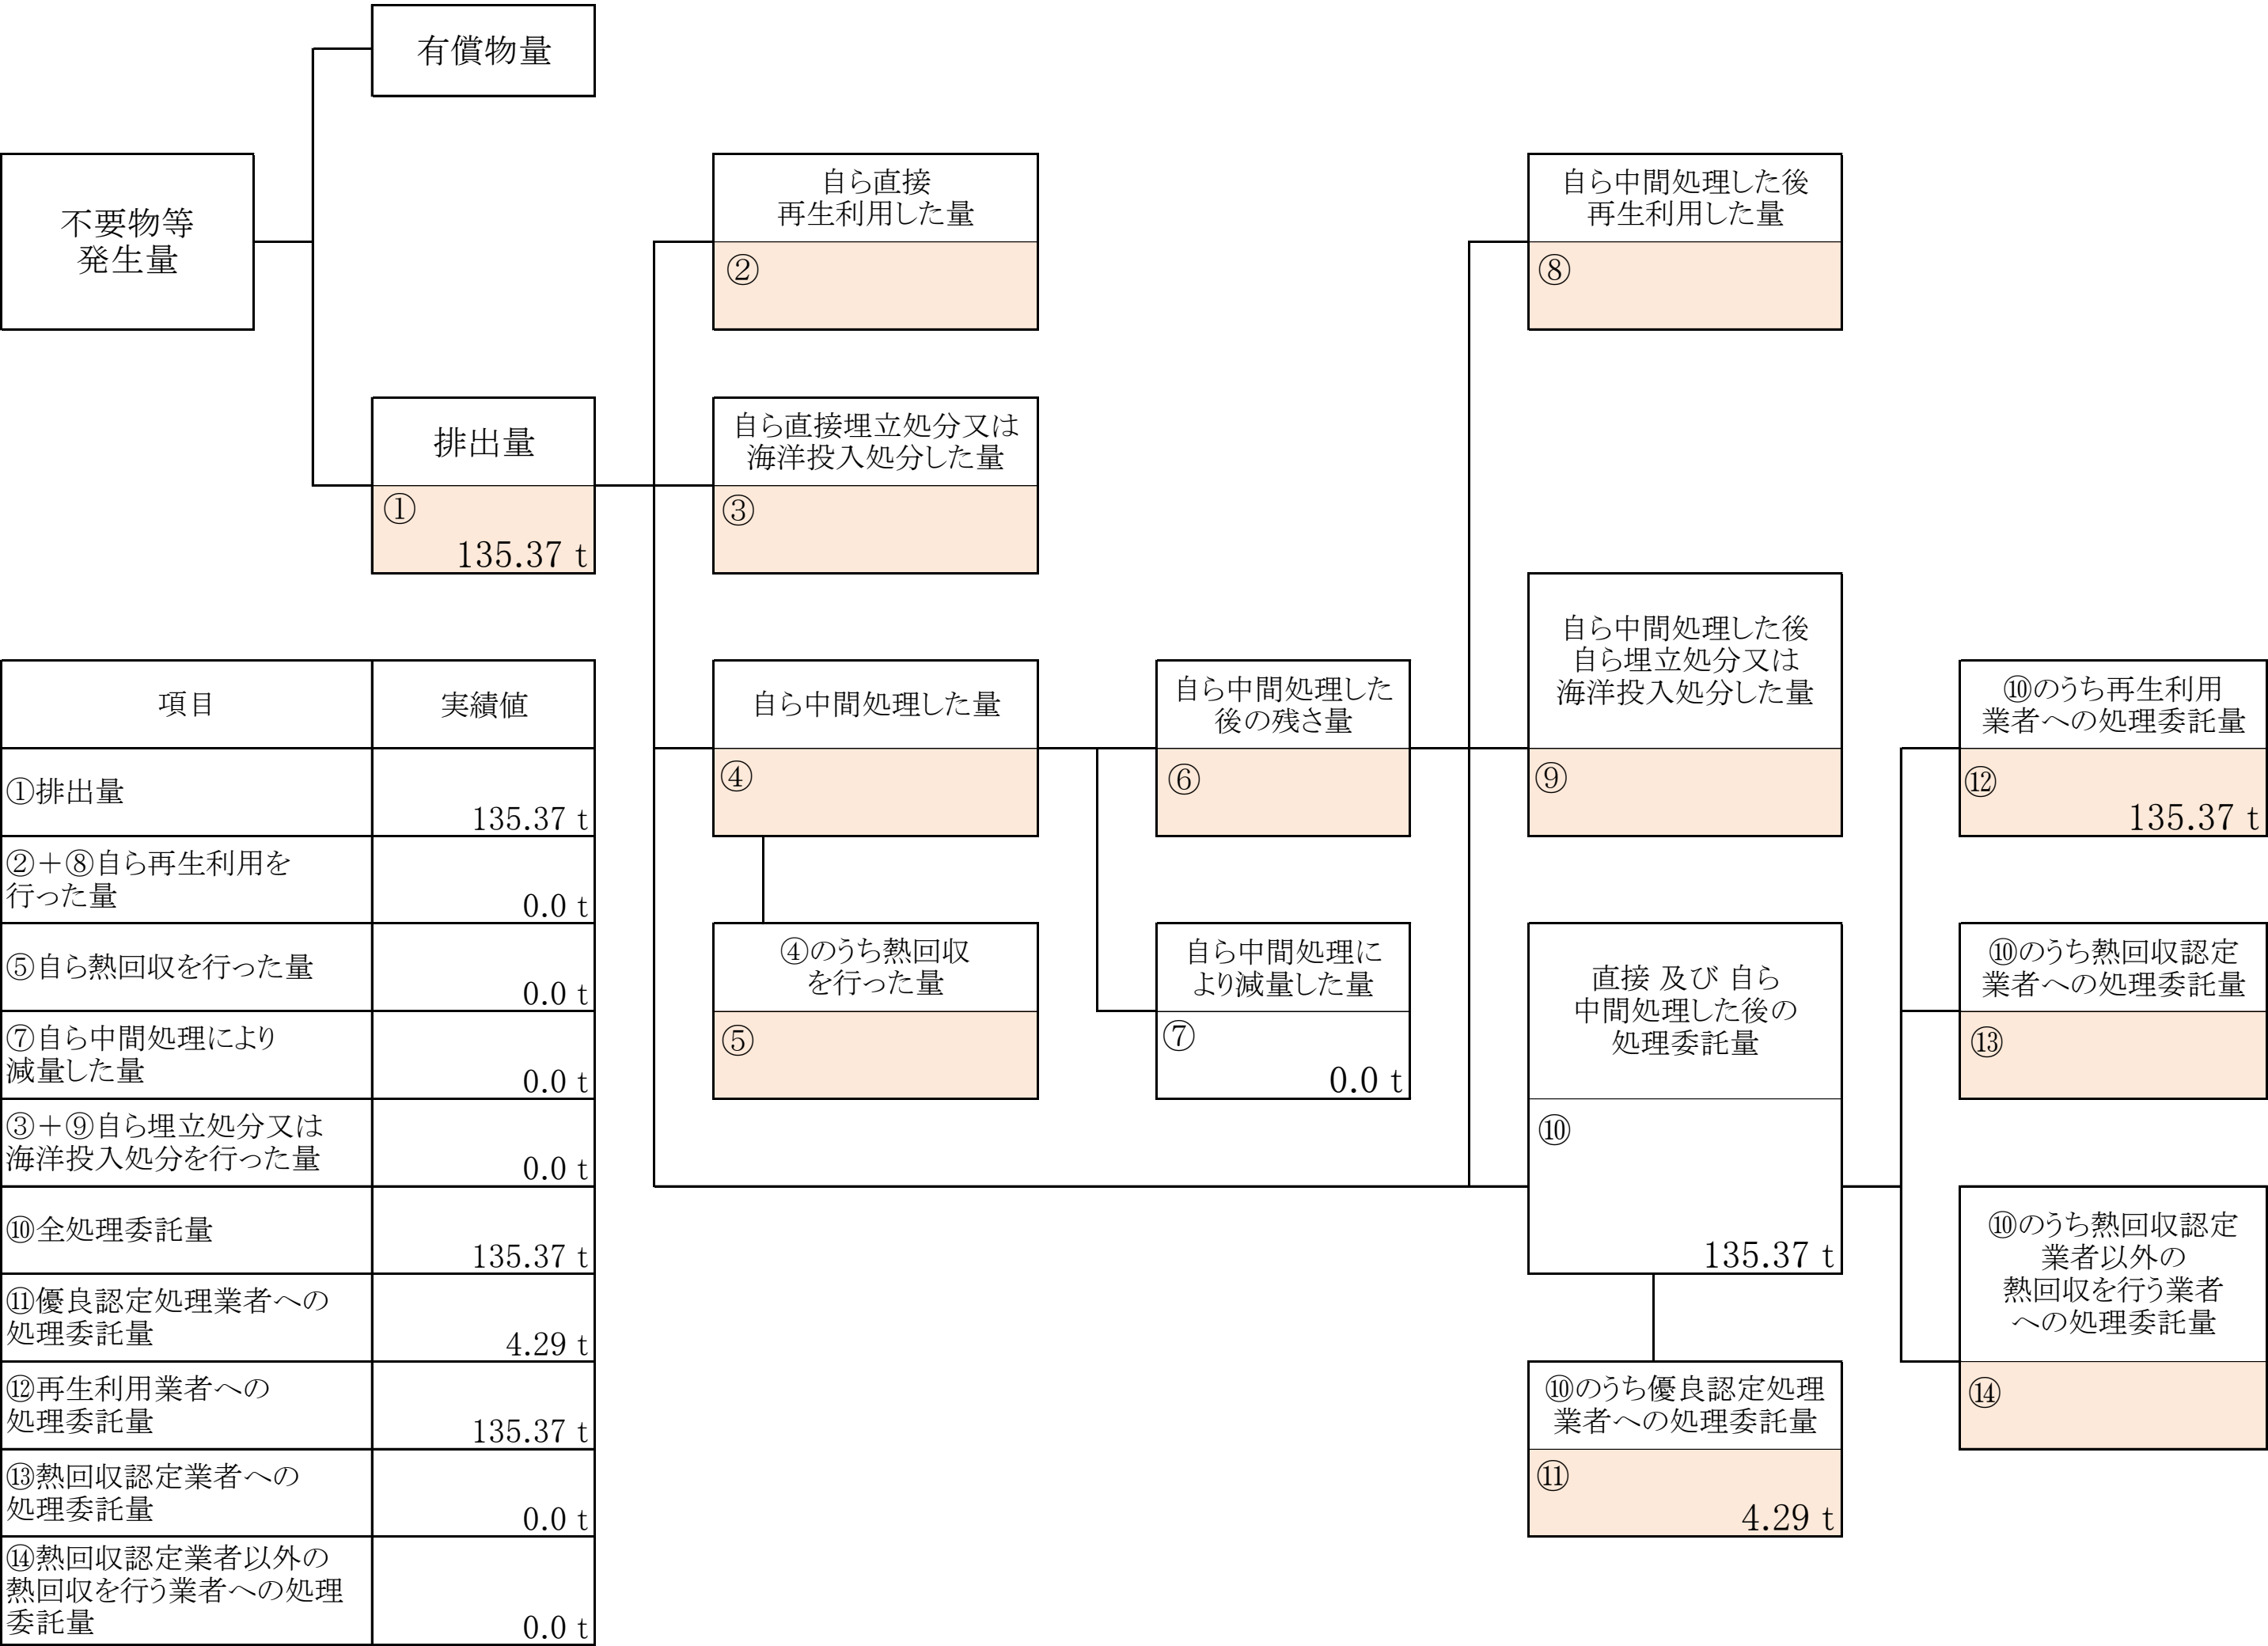 有償物量
不要物等
発生量
排出量
①
135.37 t
自ら直接
再生利用した量
②
自ら直接埋立処分又は
海洋投入処分した量
③
自ら中間処理した量
④
④のうち熱回収
を行った量
⑤
自ら中間処理した
後の残さ量
⑥
自ら中間処理に
より減量した量
⑦
0.0 t
自ら中間処理した後
再生利用した量
⑧
自ら中間処理した後
自ら埋立処分又は
海洋投入処分した量
⑨
直接 及び 自ら
中間処理した後の
処理委託量
⑩
135.37 t
⑩のうち優良認定処理
業者への処理委託量
⑪
4.29 t
⑩のうち再生利用
業者への処理委託量
⑫
135.37 t
⑩のうち熱回収認定
業者への処理委託量
⑬
⑩のうち熱回収認定
業者以外の
熱回収を行う業者
への処理委託量
⑭
項目
実績値
①排出量
135.37 t
②＋⑧自ら再生利用を
行った量
0.0 t
⑤自ら熱回収を行った量
0.0 t
⑦自ら中間処理により
減量した量
0.0 t
③＋⑨自ら埋立処分又は
海洋投入処分を行った量
0.0 t
⑩全処理委託量
135.37 t
⑪優良認定処理業者への
処理委託量
4.29 t
⑫再生利用業者への
処理委託量
135.37 t
⑬熱回収認定業者への
処理委託量
0.0 t
⑭熱回収認定業者以外の
熱回収を行う業者への処理
委託量
0.0 t